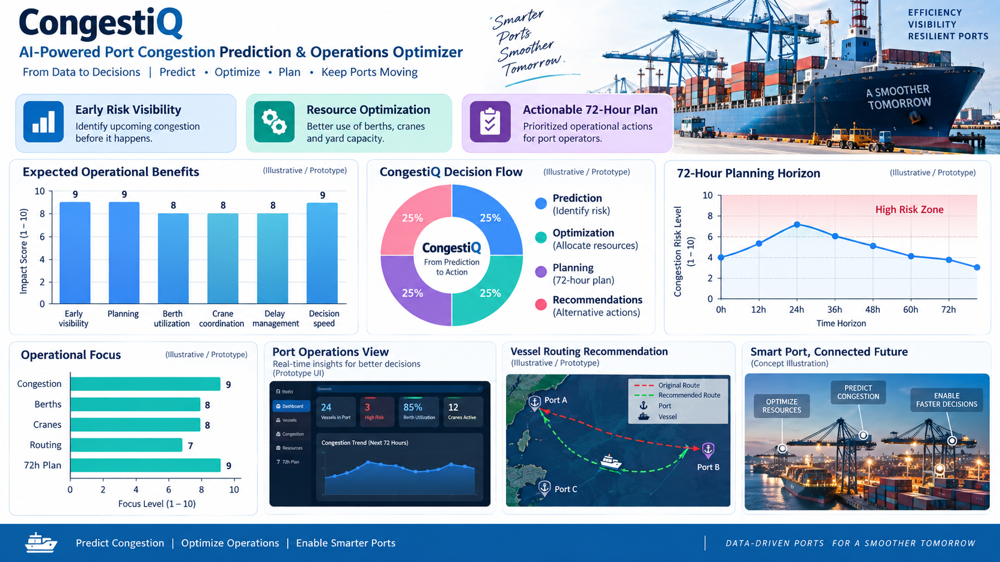 CongestiQ
AI-Powered Port Congestion Prediction & Operations Optimizer
From Data to Decisions | Predict • Optimize • Plan • Keep Ports Moving
Smarter
Ports
Smoother
Tomorrow.
EFFICIENCY
VISIBILITY
RESILIENT PORTS
A SMOOTHER
TOMORROW
Early Risk Visibility
Identify upcoming congestion
before it happens.
Resource Optimization
Better use of berths, cranes
and yard capacity.
Actionable 72-Hour Plan
Prioritized operational actions
for port operators.
Expected Operational Benefits
(Illustrative / Prototype)
Impact Score (1 – 10)
10
8
6
4
2
0
9
9
8
8
8
9
Early
visibility
Planning
Berth
utilization
Crane
coordination
Delay
management
Decision
speed
CongestiQ Decision Flow
(Illustrative / Prototype)
25%
25%
25%
25%
CongestiQ
From Prediction
to Action
Prediction
(Identify risk)
Optimization
(Allocate resources)
Planning
(72-hour plan)
Recommendations
(Alternative actions)
72-Hour Planning Horizon
(Illustrative / Prototype)
Congestion Risk Level
(1 – 10)
10
8
6
4
2
0
High Risk Zone
0h
12h
24h
36h
48h
60h
72h
Time Horizon
Operational Focus
(Illustrative / Prototype)
Congestion
9
Berths
8
Cranes
8
Routing
7
72h Plan
9
0
2
4
6
8
10
Focus Level (1 – 10)
Port Operations View
Real-time insights for better decisions
(Prototype UI)
Dashboard
Vessels
Congestion
Resources
72h Plan
24
Vessels in Port
3
High Risk
85%
Berth Utilization
12
Cranes Active
Congestion Trend (Next 72 Hours)
Vessel Routing Recommendation
(Illustrative / Prototype)
Original Route
Recommended Route
Port
Vessel
Port A
Port B
Port C
Smart Port, Connected Future
(Concept Illustration)
OPTIMIZE
RESOURCES
PREDICT
CONGESTION
ENABLE
FASTER DECISIONS
Predict Congestion | Optimize Operations | Enable Smarter Ports
DATA-DRIVEN PORTS FOR A SMOOTHER TOMORROW